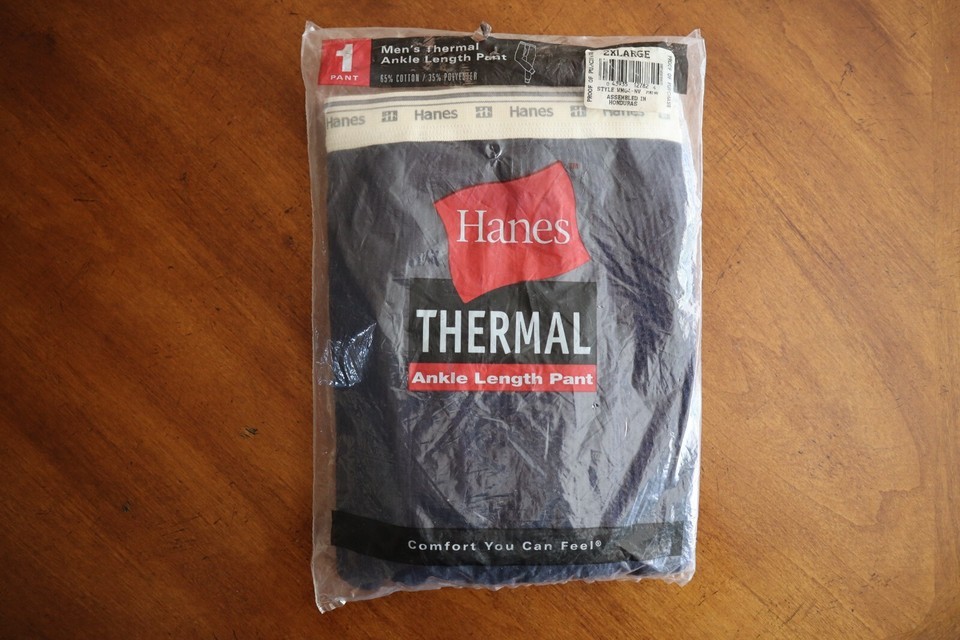 1
PANT
Men's Thermal
Ankle Length Pant
65% COTTON / 35% POLYESTER
2XLARGE
ASSEMBLED IN
HONDURAS
Hanes Hanes Hanes Hanes
Hanes
THERMAL
Ankle Length Pant
Comfort You Can Feel®